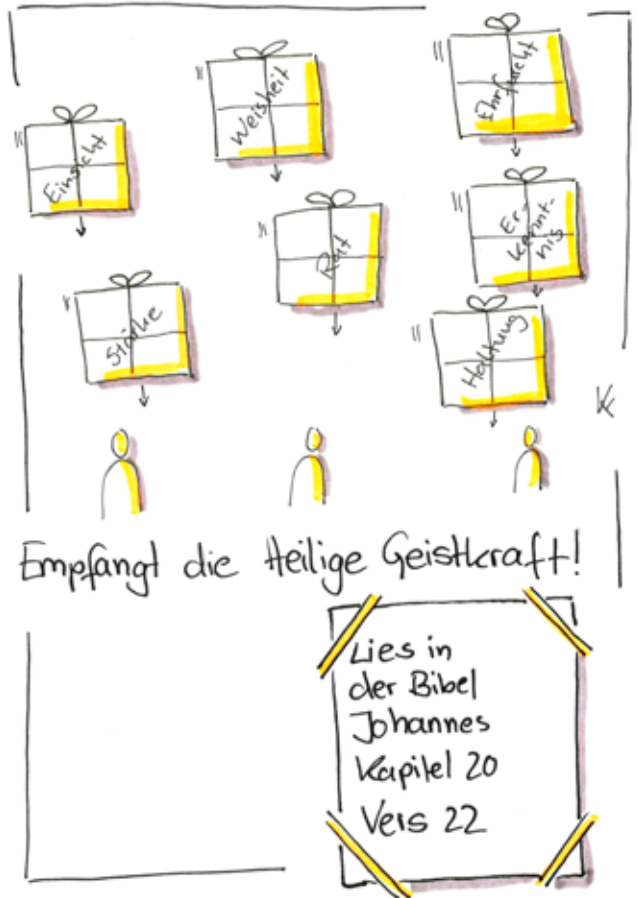 Weisheit
Ehrfurcht
Einsicht
Rat
Er-
kennt-
nis
Stärke
Haltung
Empfangt die Heilige Geistkraft!
Lies in
der Bibel
Johannes
Kapitel 20
Vers 22